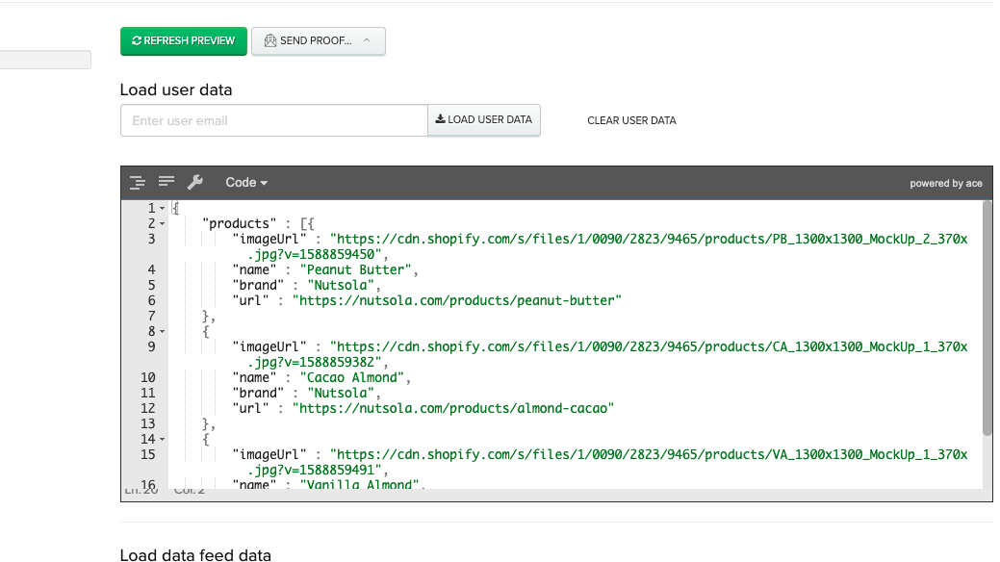 REFRESH PREVIEW SEND PROOF...
Load user data
Enter user email LOAD USER DATA CLEAR USER DATA
Code powered by ace
1 {
2 "products" : [{
3 "imageUrl" : "https://cdn.shopify.com/s/files/1/0090/2823/9465/products/PB_1300x1300_MockUp_2_370x
.jpg?v=1588859450",
4 "name" : "Peanut Butter",
5 "brand" : "Nutsola",
6 "url" : "https://nutsola.com/products/peanut-butter"
7 },
8 {
9 "imageUrl" : "https://cdn.shopify.com/s/files/1/0090/2823/9465/products/CA_1300x1300_MockUp_1_370x
.jpg?v=1588859382",
10 "name" : "Cacao Almond",
11 "brand" : "Nutsola",
12 "url" : "https://nutsola.com/products/almond-cacao"
13 },
14 {
15 "imageUrl" : "https://cdn.shopify.com/s/files/1/0090/2823/9465/products/VA_1300x1300_MockUp_1_370x
.jpg?v=1588859491",
16 "name" : "Vanilla Almond",
Ln:20 Col:2
Load data feed data